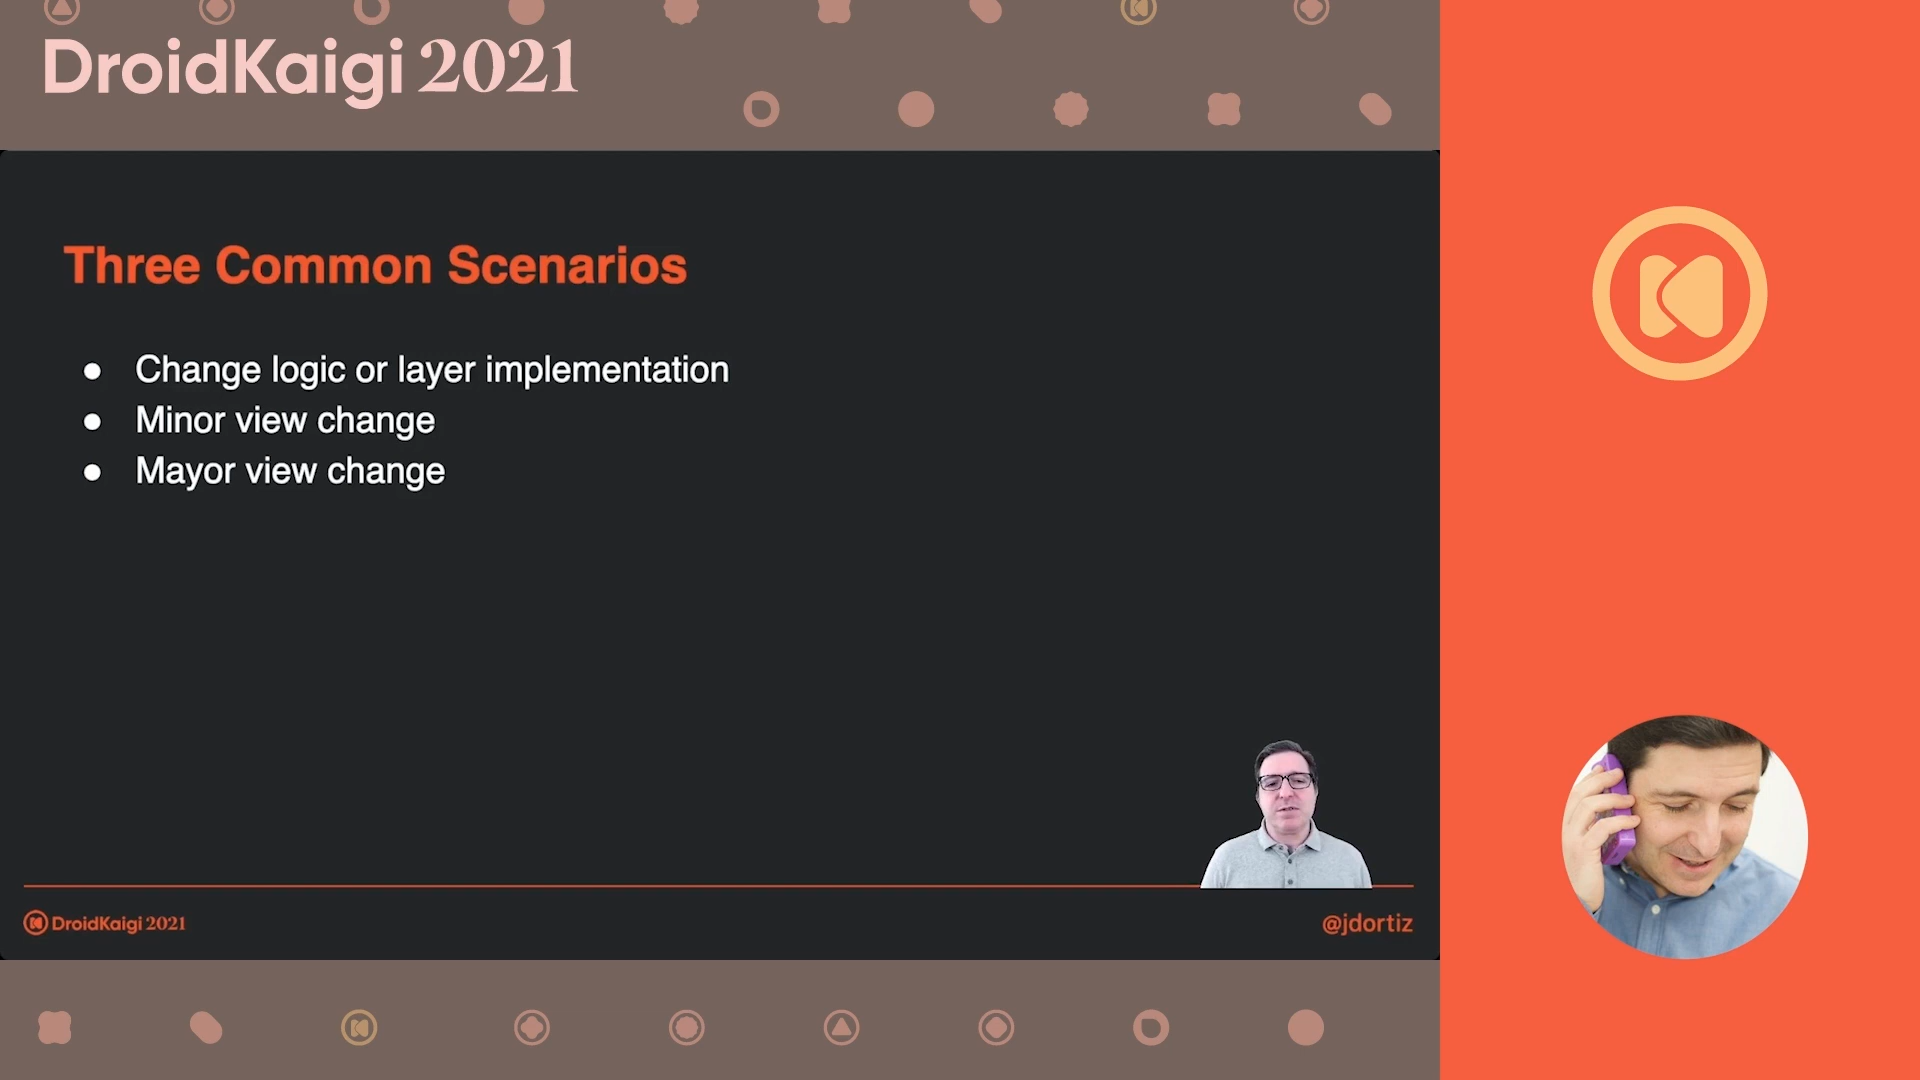 DroidKaigi 2021
Three Common Scenarios
● Change logic or layer implementation
● Minor view change
● Mayor view change
DroidKaigi 2021
@jdortiz